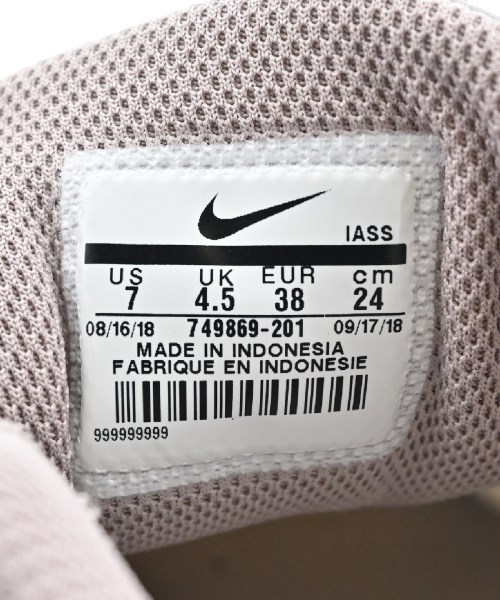 IASS
US UK EUR cm
7 4.5 38 24
08/16/18 749869-201 09/17/18
MADE IN INDONESIA
FABRIQUE EN INDONESIE
999999999